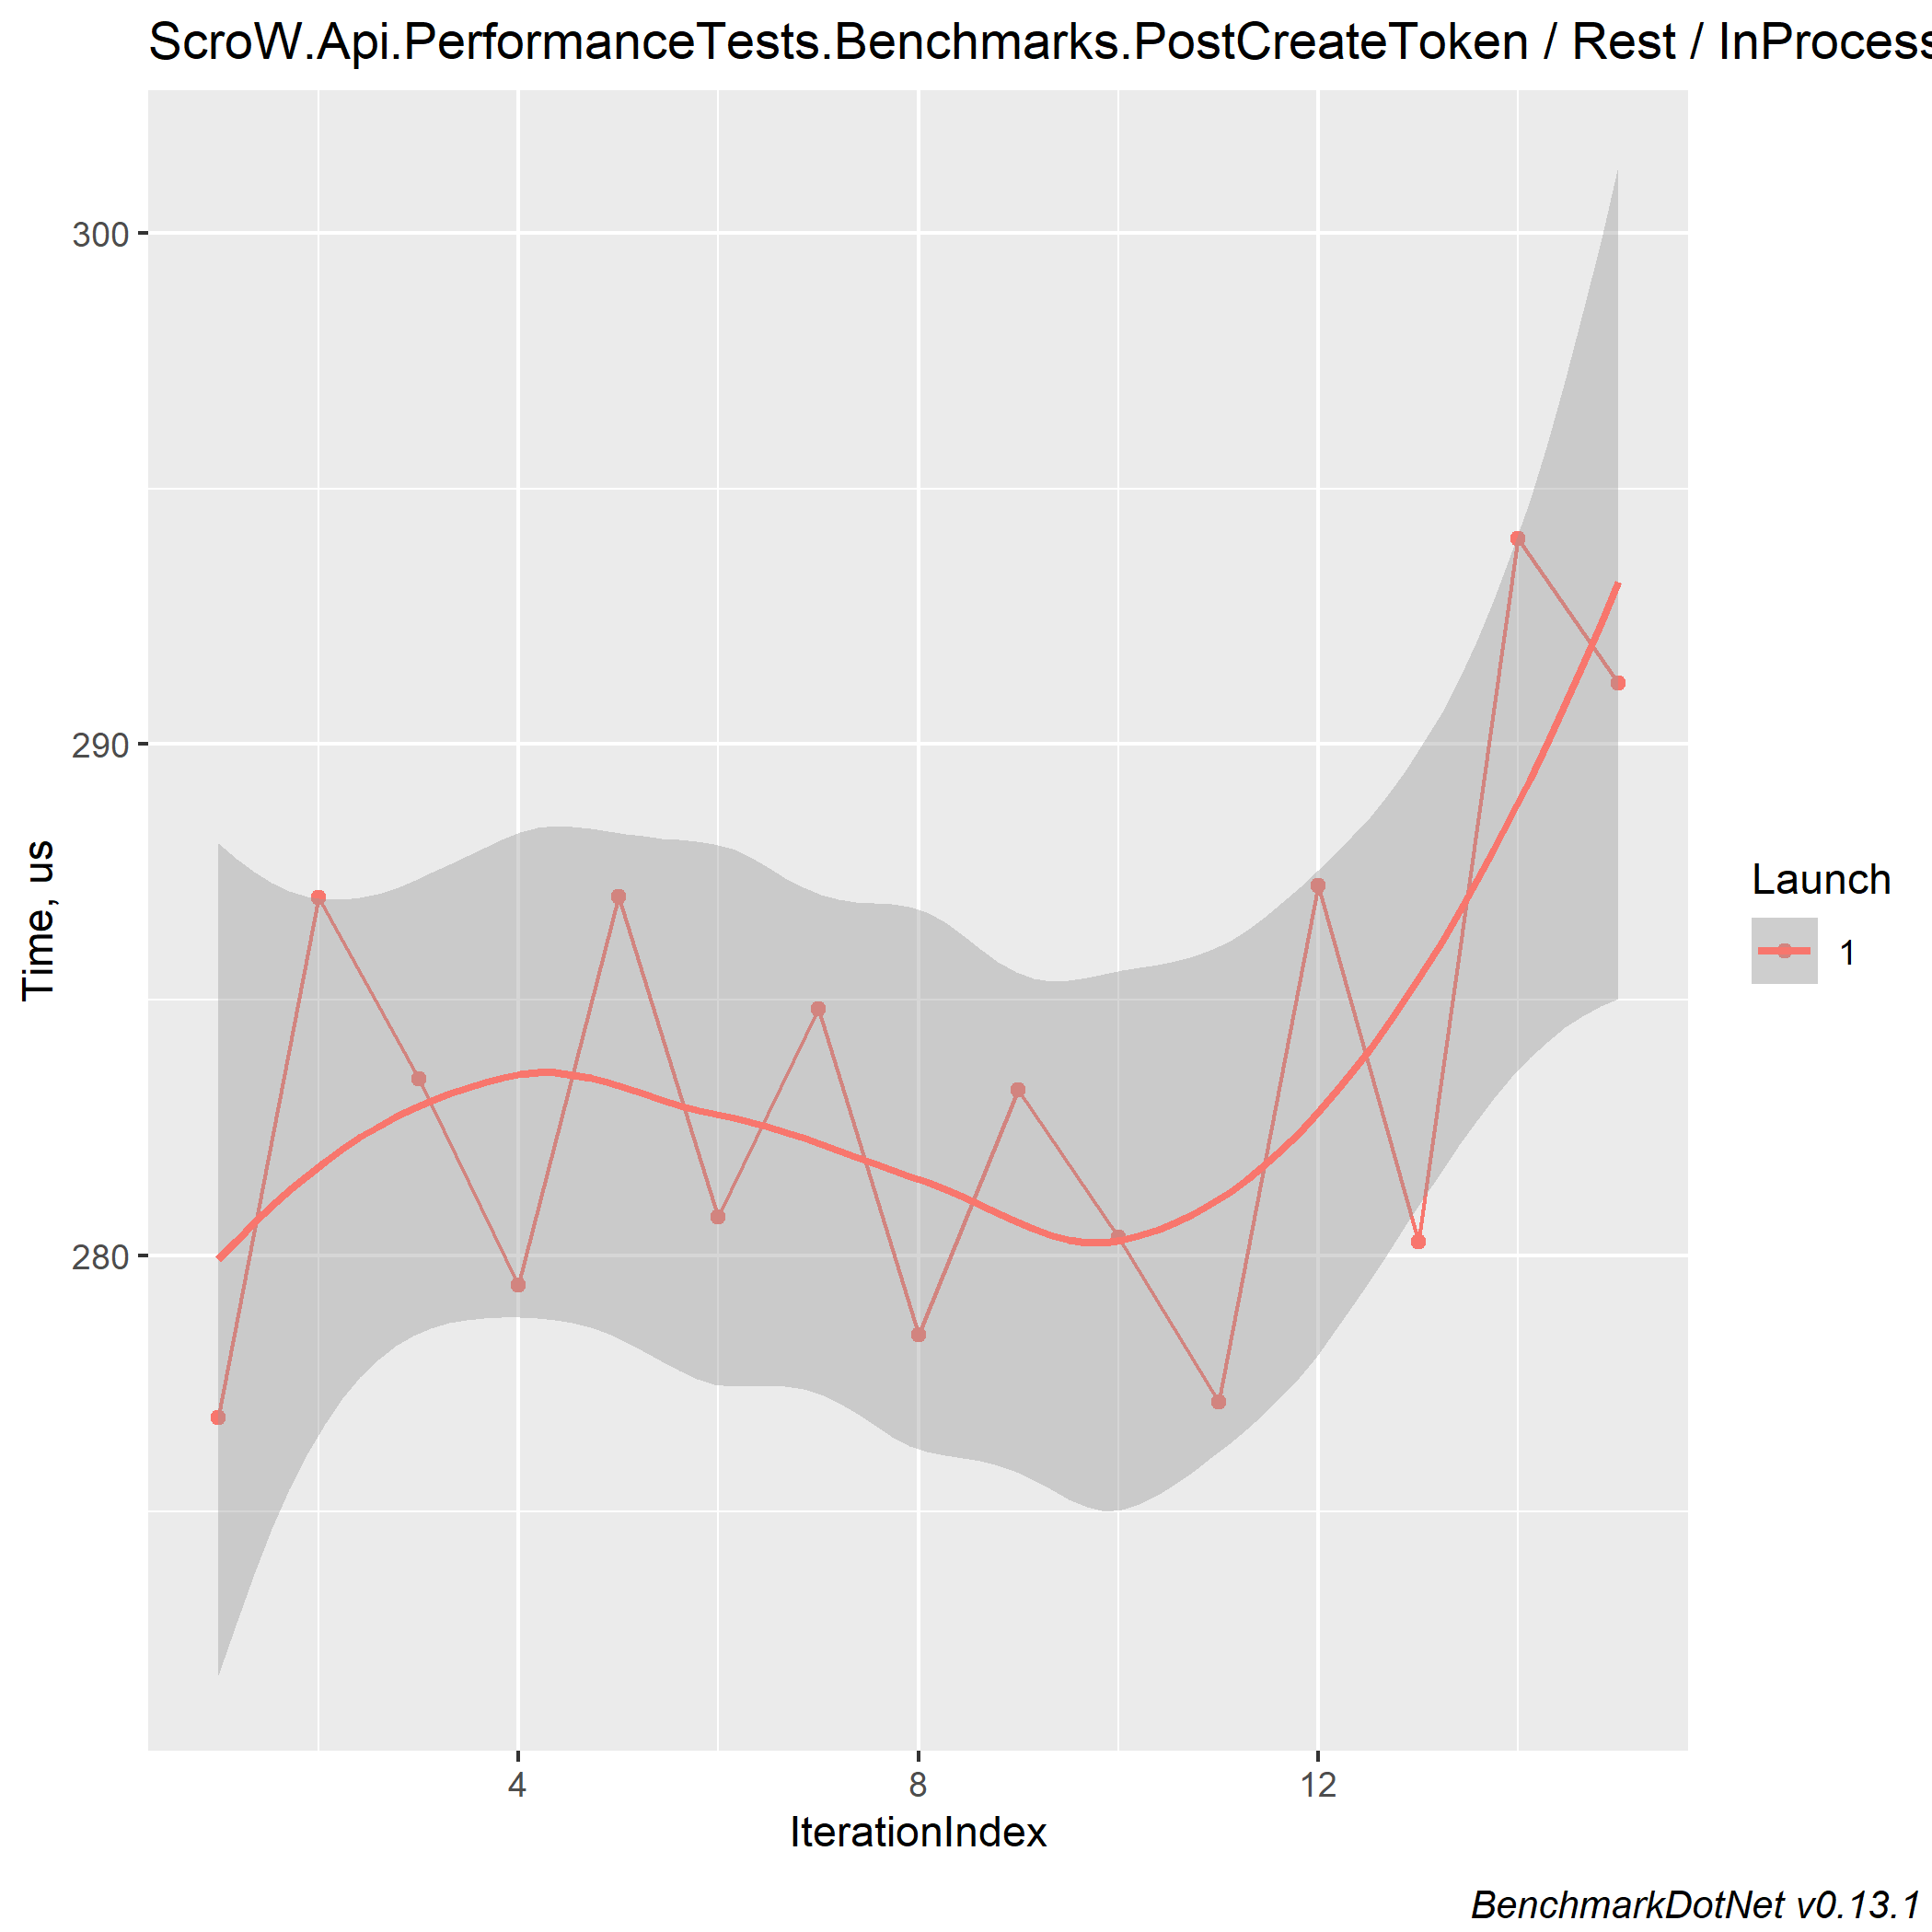 ScroW.Api.PerformanceTests.Benchmarks.PostCreateToken / Rest / InProcess
300
290
280
Time, us
4 8 12
IterationIndex
Launch
1
BenchmarkDotNet v0.13.1